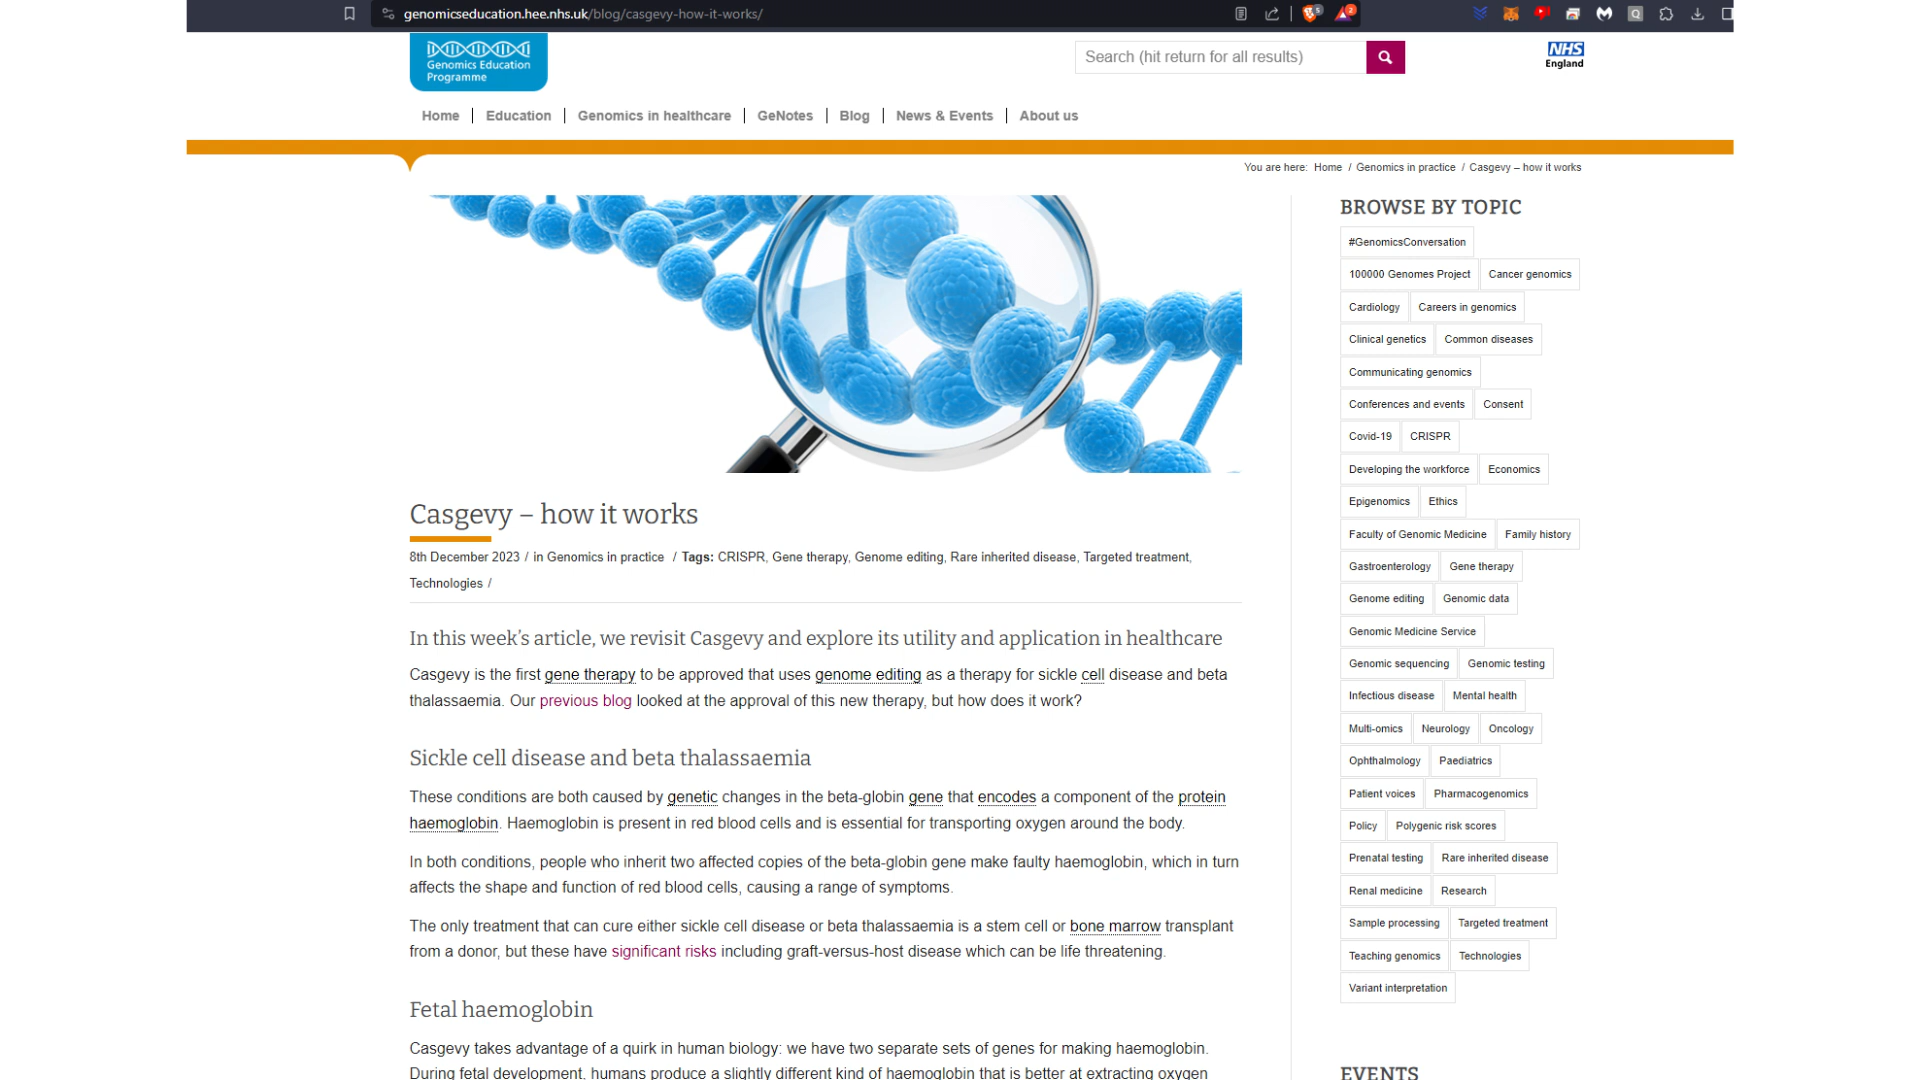 genomicseducation.hee.nhs.uk/blog/casgevy-how-it-works/
5
2
Genomics Education
Programme
Search (hit return for all results)
NHS
England
Home
Education
Genomics in healthcare
GeNotes
Blog
News & Events
About us
You are here: Home / Genomics in practice / Casgevy – how it works
Casgevy – how it works
8th December 2023 / in Genomics in practice / Tags: CRISPR, Gene therapy, Genome editing, Rare inherited disease, Targeted treatment,
Technologies /
In this week’s article, we revisit Casgevy and explore its utility and application in healthcare
Casgevy is the first gene therapy to be approved that uses genome editing as a therapy for sickle cell disease and beta
thalassaemia. Our previous blog looked at the approval of this new therapy, but how does it work?
Sickle cell disease and beta thalassaemia
These conditions are both caused by genetic changes in the beta-globin gene that encodes a component of the protein
haemoglobin. Haemoglobin is present in red blood cells and is essential for transporting oxygen around the body.
In both conditions, people who inherit two affected copies of the beta-globin gene make faulty haemoglobin, which in turn
affects the shape and function of red blood cells, causing a range of symptoms.
The only treatment that can cure either sickle cell disease or beta thalassaemia is a stem cell or bone marrow transplant
from a donor, but these have significant risks including graft-versus-host disease which can be life threatening.
Fetal haemoglobin
Casgevy takes advantage of a quirk in human biology: we have two separate sets of genes for making haemoglobin.
During fetal development, humans produce a slightly different kind of haemoglobin that is better at extracting oxygen
BROWSE BY TOPIC
#GenomicsConversation
100000 Genomes Project
Cancer genomics
Cardiology
Careers in genomics
Clinical genetics
Common diseases
Communicating genomics
Conferences and events
Consent
Covid-19
CRISPR
Developing the workforce
Economics
Epigenomics
Ethics
Faculty of Genomic Medicine
Family history
Gastroenterology
Gene therapy
Genome editing
Genomic data
Genomic Medicine Service
Genomic sequencing
Genomic testing
Infectious disease
Mental health
Multi-omics
Neurology
Oncology
Ophthalmology
Paediatrics
Patient voices
Pharmacogenomics
Policy
Polygenic risk scores
Prenatal testing
Rare inherited disease
Renal medicine
Research
Sample processing
Targeted treatment
Teaching genomics
Technologies
Variant interpretation
EVENTS